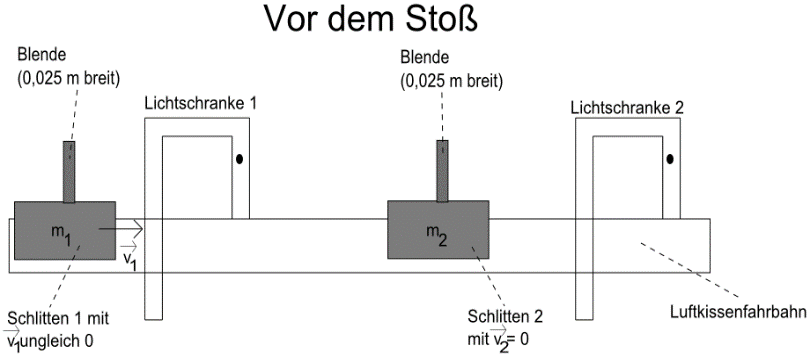 Vor dem Stoß
Blende
(0,025 m breit)
Blende
(0,025 m breit)
Lichtschranke 1
Lichtschranke 2
m1
v1
m2
Schlitten 1 mit
v1 ungleich 0
Schlitten 2
mit v2 = 0
Luftkissenfahrbahn